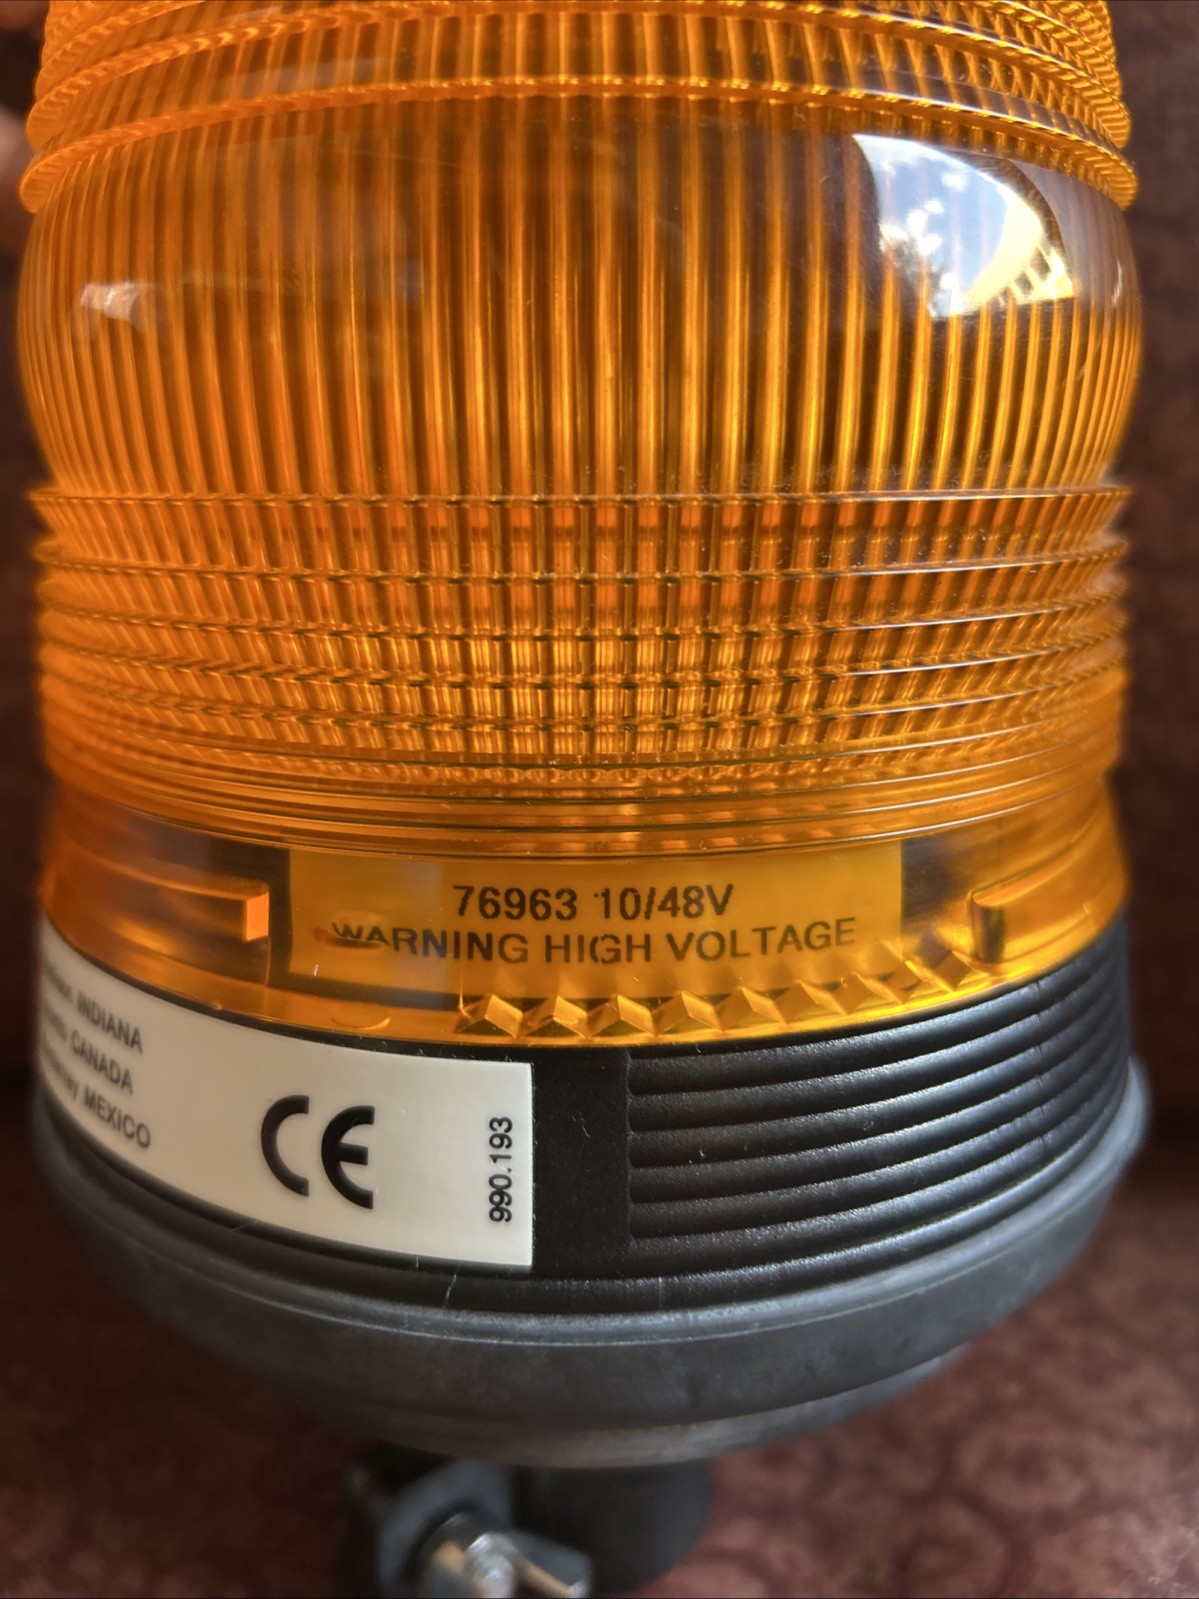 76963 10/48V
WARNING HIGH VOLTAGE
INDIANA
CANADA
MEXICO
CE
990.193